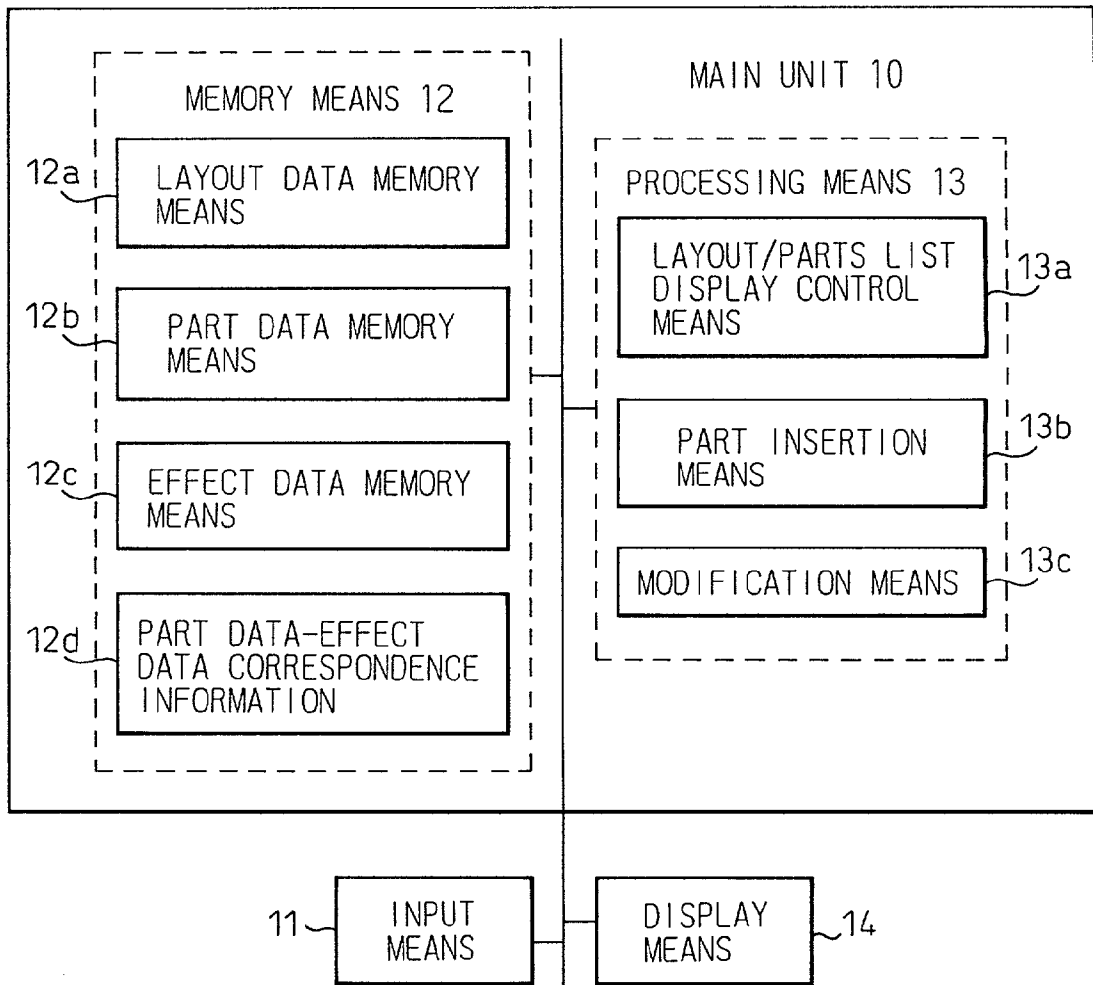 MAIN UNIT 10
MEMORY MEANS 12
12a
LAYOUT DATA MEMORY
MEANS
12b
PART DATA MEMORY
MEANS
12c
EFFECT DATA MEMORY
MEANS
12d
PART DATA-EFFECT
DATA CORRESPONDENCE
INFORMATION
PROCESSING MEANS 13
LAYOUT/PARTS LIST
DISPLAY CONTROL
MEANS
13a
PART INSERTION
MEANS
13b
MODIFICATION MEANS
13c
11
INPUT
MEANS
DISPLAY
MEANS
14